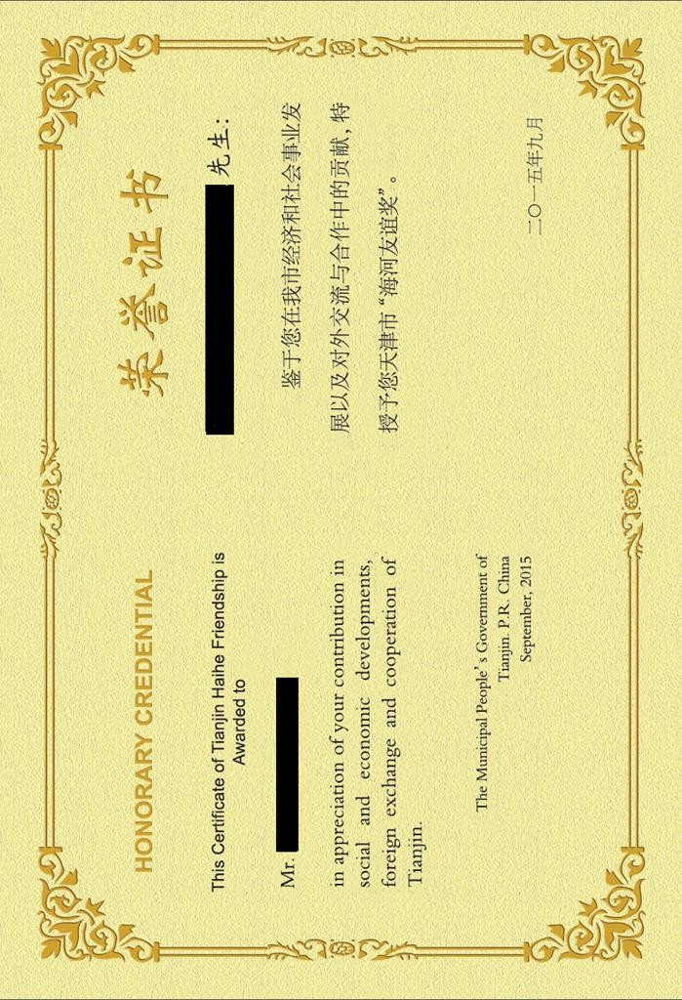 HONORARY CREDENTIAL
This Certificate of Tianjin Haihe Friendship is
Awarded to
Mr.
in appreciation of your contribution in
social and economic developments,
foreign exchange and cooperation of
Tianjin.
The Municipal People's Government of
Tianjin. P.R. China
September, 2015
荣誉证书
先生：
鉴于您在我市经济和社会事业发
展以及对外交流与合作中的贡献，特
授予您天津市“海河友谊奖”。
二〇一五年九月